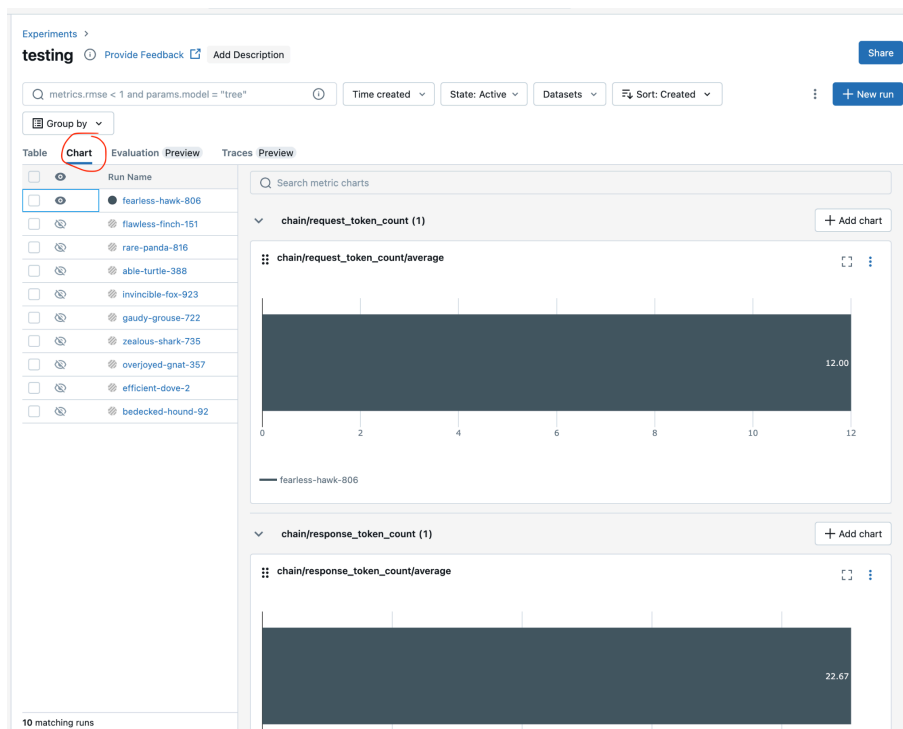 Experiments >
testing Provide Feedback Add Description
Share
metrics.rmse < 1 and params.model = "tree" Time created State: Active Datasets Sort: Created + New run
Group by
Table Chart Evaluation Preview Traces Preview
Run Name
fearless-hawk-806
flawless-finch-151
rare-panda-816
able-turtle-388
invincible-fox-923
gaudy-grouse-722
zealous-shark-735
overjoyed-gnat-357
efficient-dove-2
bedecked-hound-92
10 matching runs
Search metric charts
chain/request_token_count (1) + Add chart
chain/request_token_count/average
12.00
0 2 4 6 8 10 12
fearless-hawk-806
chain/response_token_count (1) + Add chart
chain/response_token_count/average
22.67